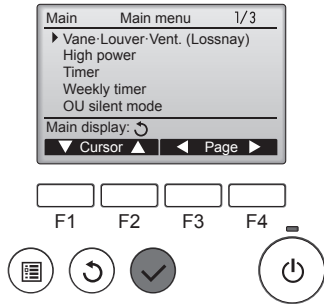 Main Main menu 1/3
Vane·Louver·Vent. (Lossnay)
High power
Timer
Weekly timer
OU silent mode
Main display:
Cursor Page
F1 F2 F3 F4